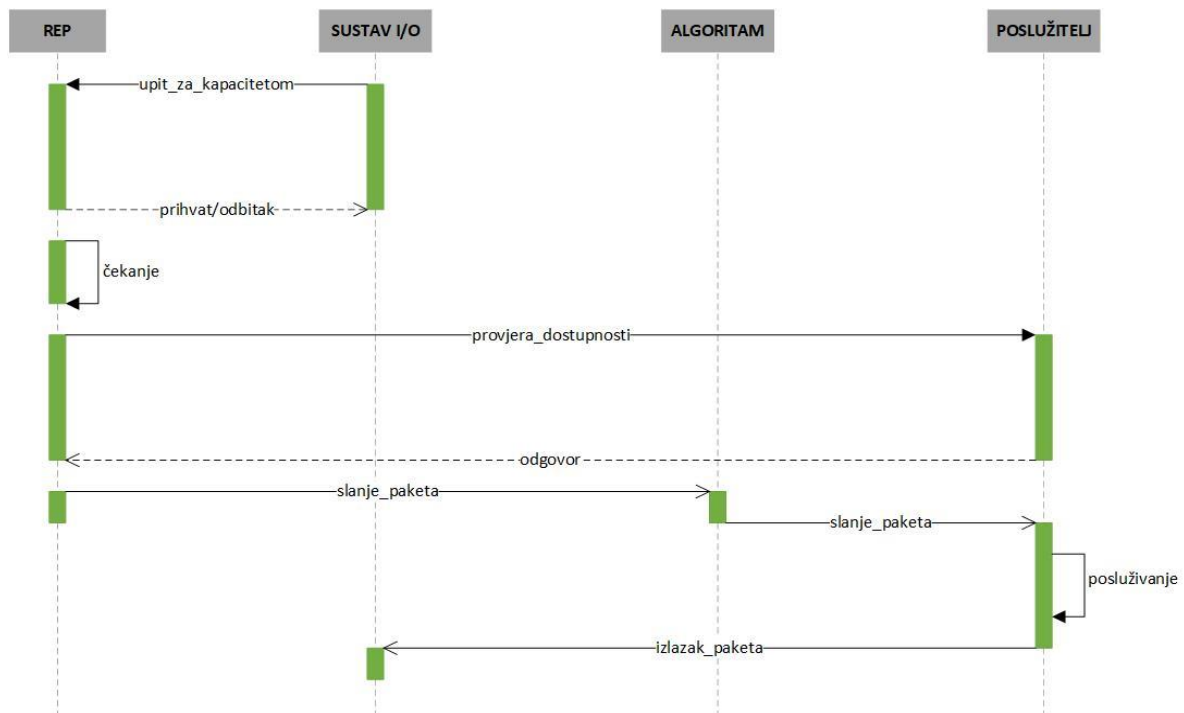 REP
SUSTAV I/O
ALGORITAM
POSLUŽITELJ
upit_za_kapacitetom
prihvat/odbitak
čekanje
provjera_dostupnosti
odgovor
slanje_paketa
slanje_paketa
posluživanje
izlazak_paketa